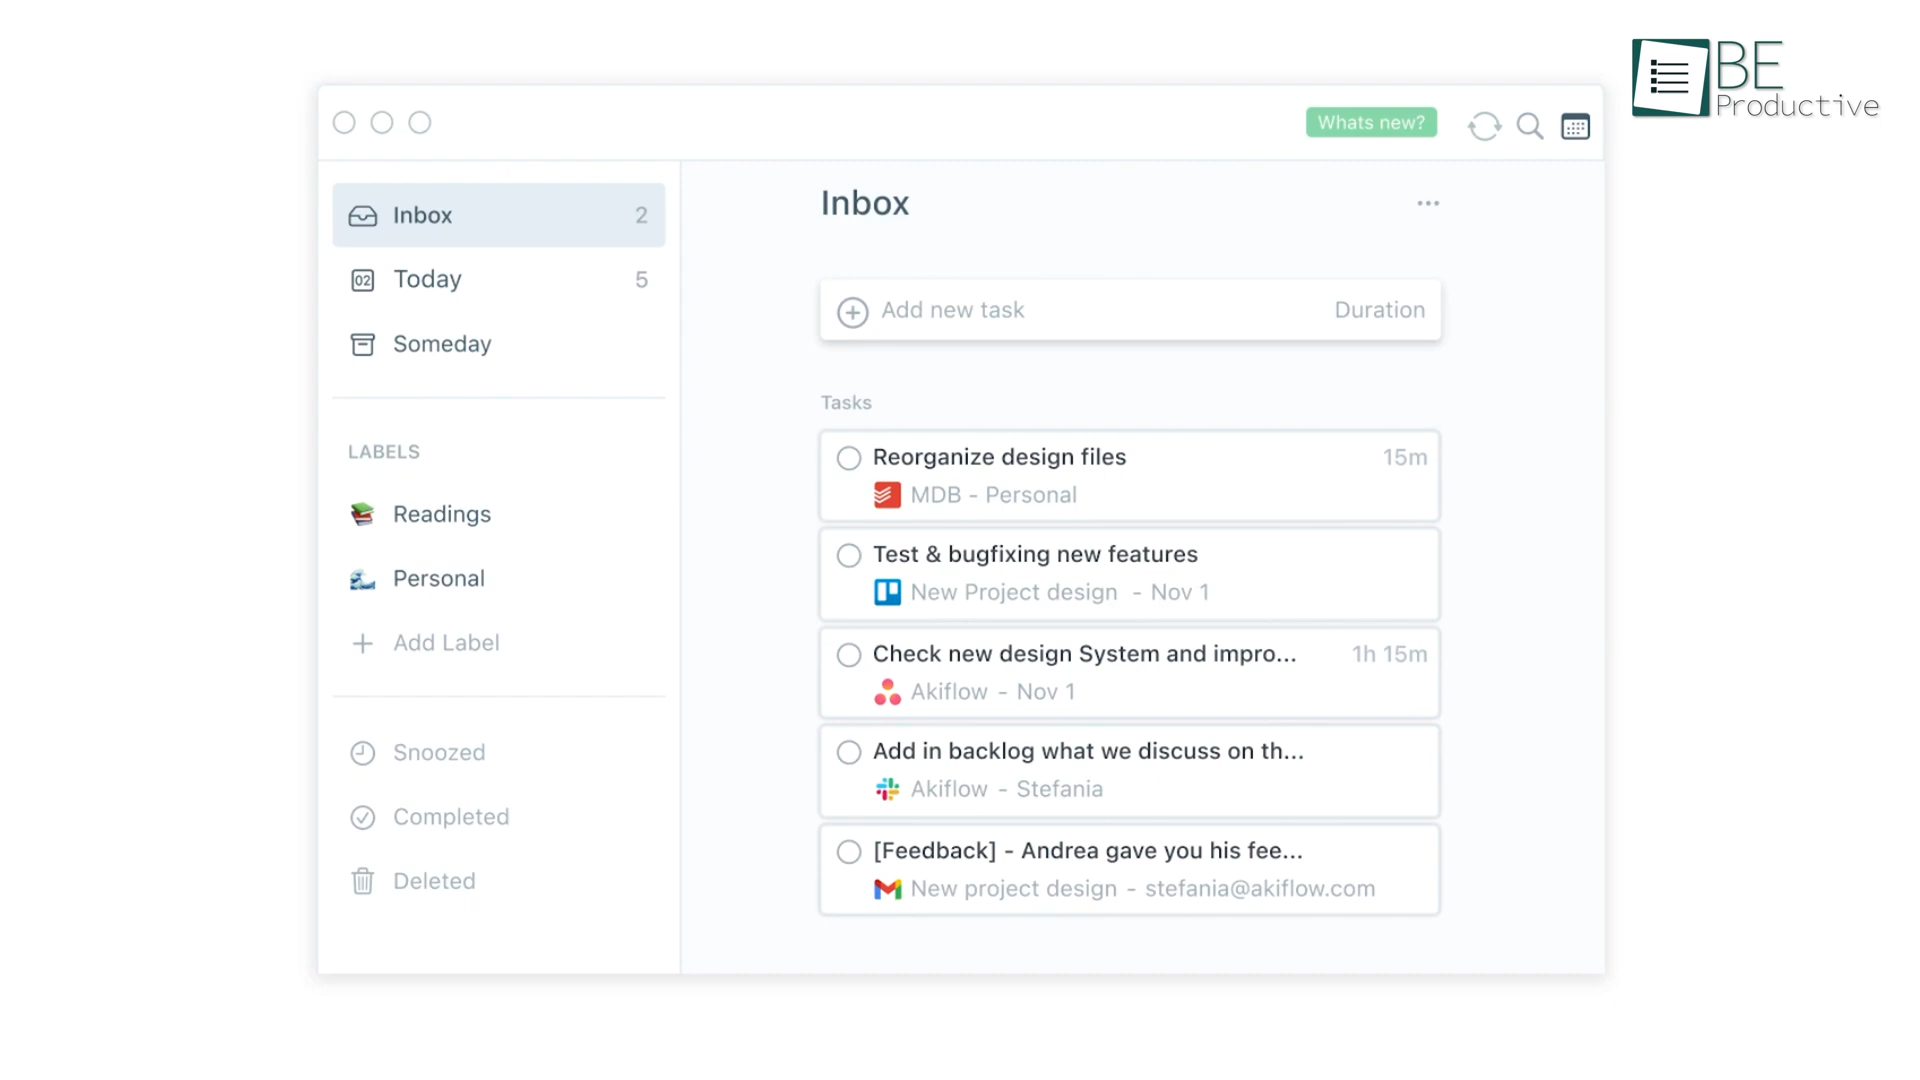 BE
Productive
Whats new?
Inbox 2
02 Today 5
Someday
LABELS
Readings
Personal
Add Label
Snoozed
Completed
Deleted
Inbox
Add new task Duration
Tasks
Reorganize design files 15m
MDB - Personal
Test & bugfixing new features
New Project design - Nov 1
Check new design System and impro... 1h 15m
Akiflow - Nov 1
Add in backlog what we discuss on th...
Akiflow - Stefania
[Feedback] - Andrea gave you his fee...
New project design - stefania@akiflow.com